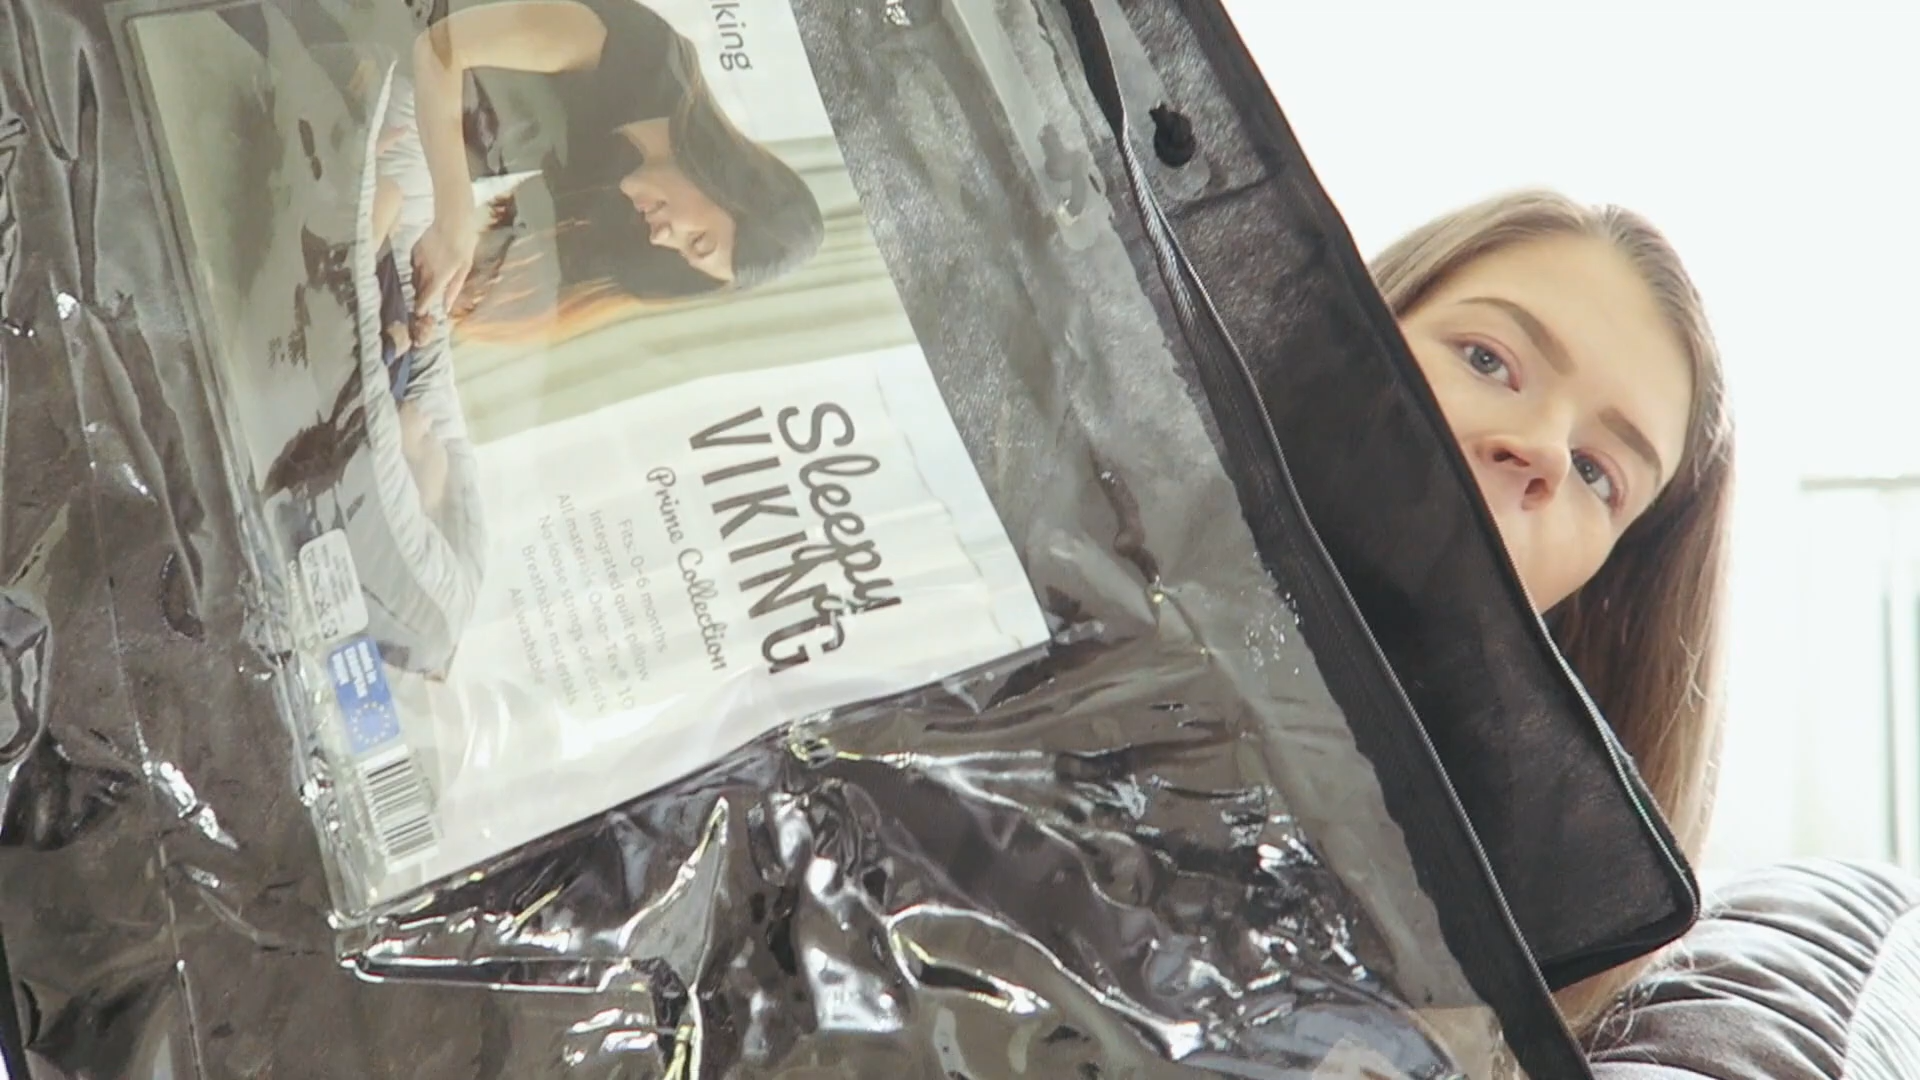 king
Sleepy
VIKING
Prime Collection
Fits: 0-6 months
Integrated quilt pillow
All materials Oeko-Tex® 10
No loose strings or cords
Breathable materials
All washable